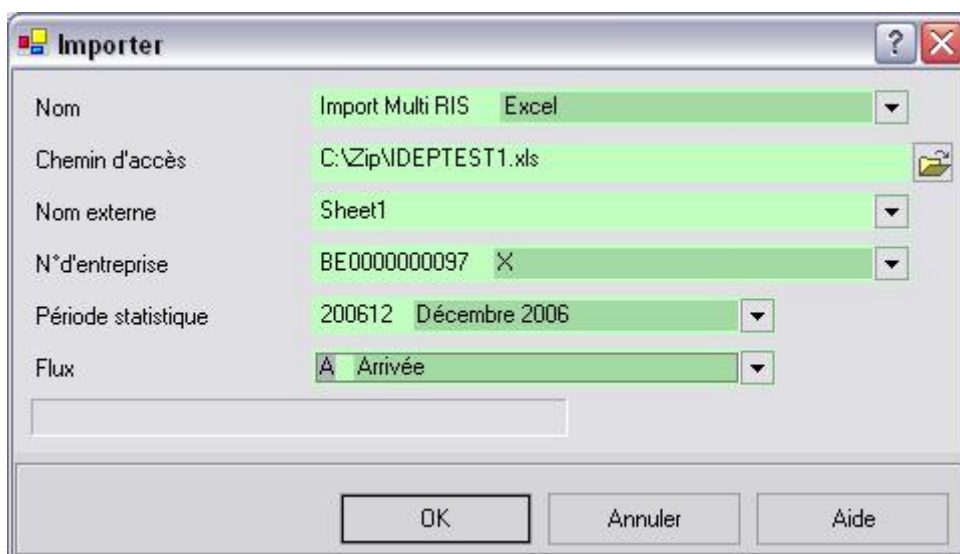 Importer
Nom Import Multi RIS Excel
Chemin d'accès C:\Zip\IDEPTEST1.xls
Nom externe Sheet1
N°d'entreprise BE0000000097 X
Période statistique 200612 Décembre 2006
Flux A Arrivée
OK Annuler Aide